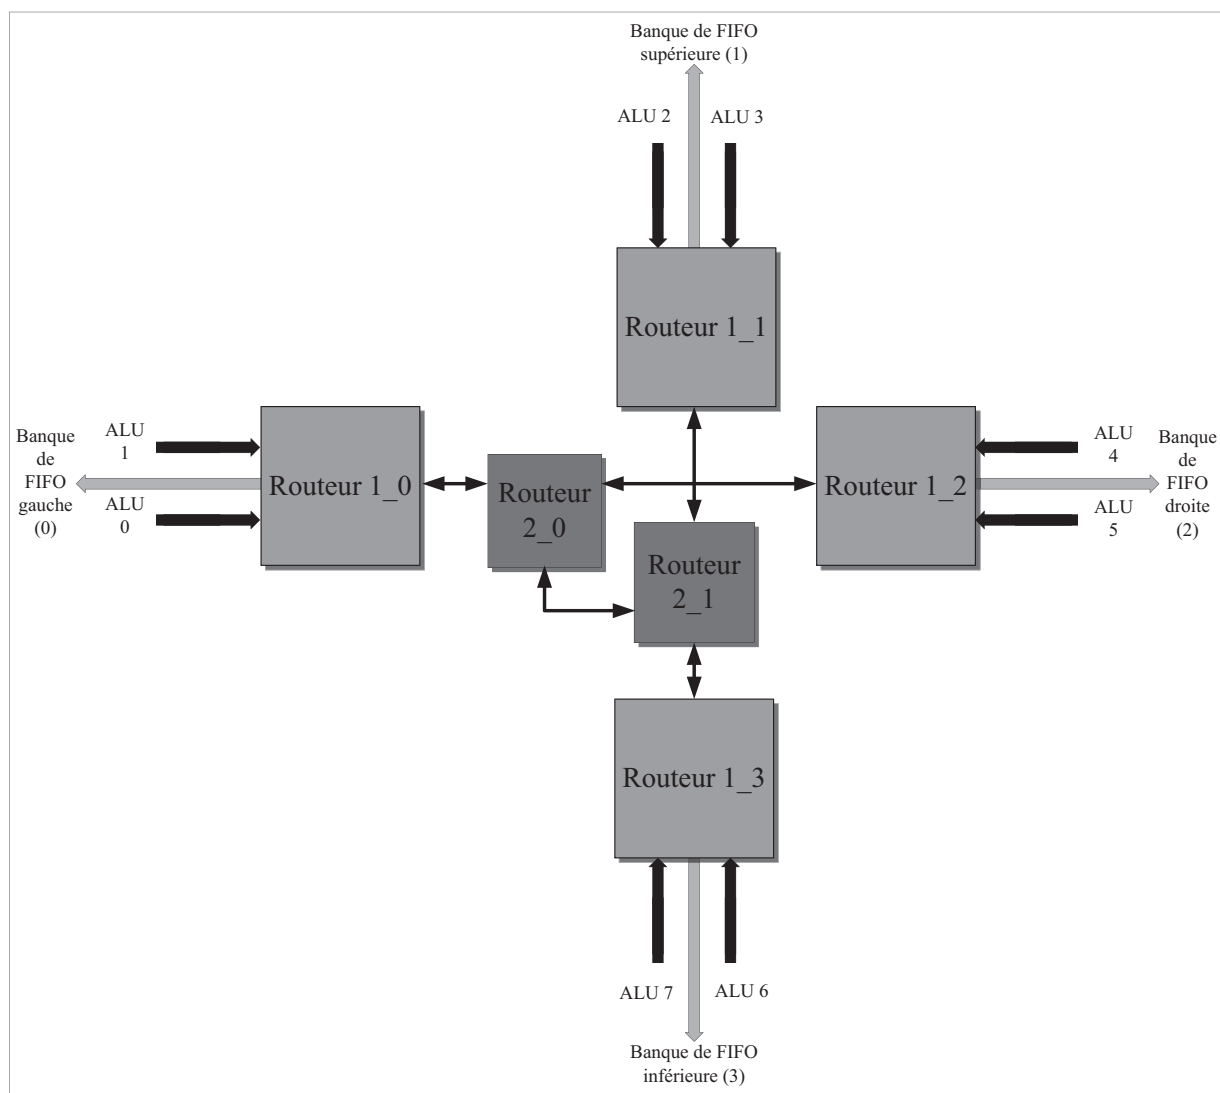 Banque de FIFO
supérieure (1)
ALU 2
ALU 3
Routeur 1_1
Banque
de
FIFO
gauche
(0)
ALU
1
ALU
0
Routeur 1_0
Routeur
2_0
Routeur
2_1
Routeur 1_2
ALU
4
ALU
5
Banque
de
FIFO
droite
(2)
Routeur 1_3
ALU 7
ALU 6
Banque de FIFO
inférieure (3)